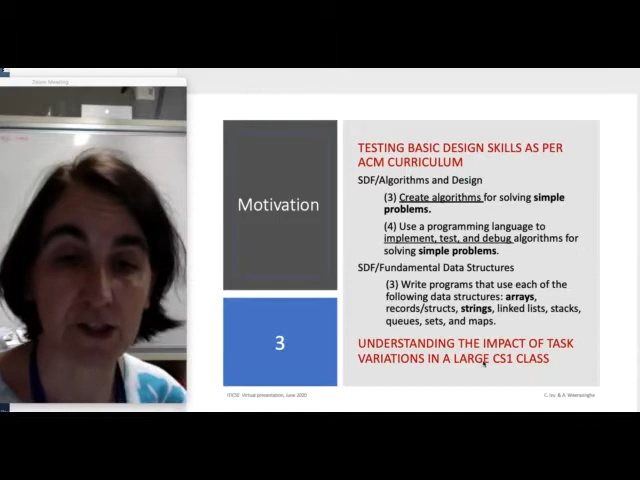 Zoom Meeting
Motivation
3
TESTING BASIC DESIGN SKILLS AS PER
ACM CURRICULUM
SDF/Algorithms and Design
(3) Create algorithms for solving simple
problems.
(4) Use a programming language to
implement, test, and debug algorithms for
solving simple problems.
SDF/Fundamental Data Structures
(3) Write programs that use each of the
following data structures: arrays,
records/structs, strings, linked lists, stacks,
queues, sets, and maps.
UNDERSTANDING THE IMPACT OF TASK
VARIATIONS IN A LARGE CS1 CLASS
ITiCSE Virtual presentation, June 2020
C. Izu & A. Weerasinghe